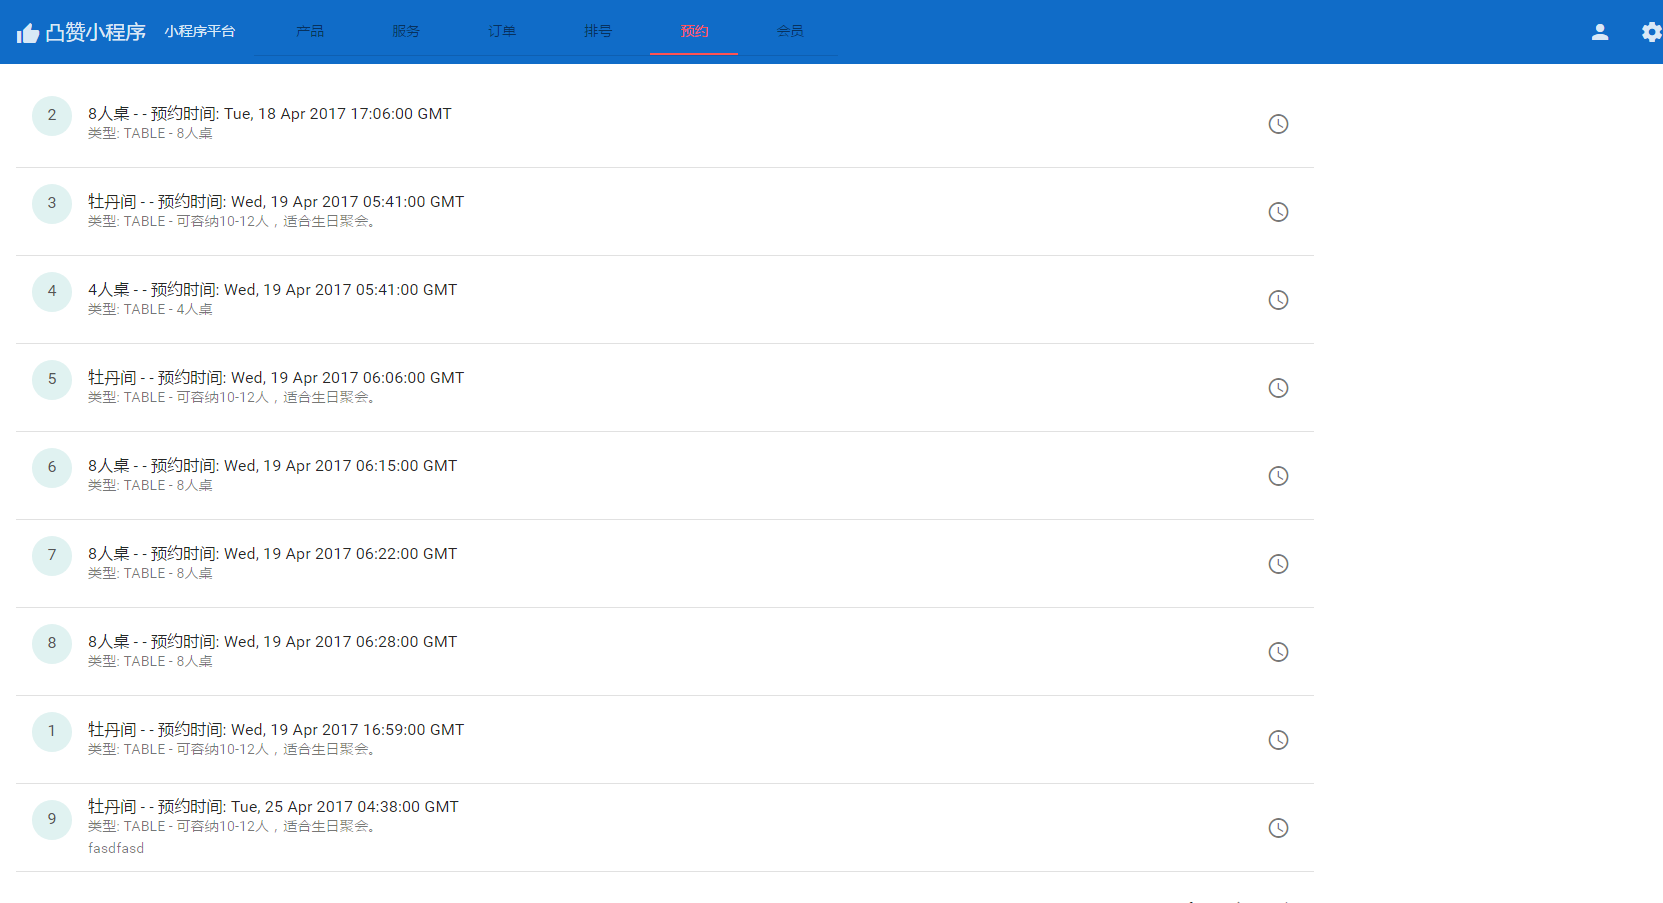 凸赞小程序 小程序平台 产品 服务 订单 排号 预约 会员
2
8人桌 - - 预约时间: Tue, 18 Apr 2017 17:06:00 GMT
类型: TABLE - 8人桌
3
牡丹间 - - 预约时间: Wed, 19 Apr 2017 05:41:00 GMT
类型: TABLE - 可容纳10-12人，适合生日聚会。
4
4人桌 - - 预约时间: Wed, 19 Apr 2017 05:41:00 GMT
类型: TABLE - 4人桌
5
牡丹间 - - 预约时间: Wed, 19 Apr 2017 06:06:00 GMT
类型: TABLE - 可容纳10-12人，适合生日聚会。
6
8人桌 - - 预约时间: Wed, 19 Apr 2017 06:15:00 GMT
类型: TABLE - 8人桌
7
8人桌 - - 预约时间: Wed, 19 Apr 2017 06:22:00 GMT
类型: TABLE - 8人桌
8
8人桌 - - 预约时间: Wed, 19 Apr 2017 06:28:00 GMT
类型: TABLE - 8人桌
1
牡丹间 - - 预约时间: Wed, 19 Apr 2017 16:59:00 GMT
类型: TABLE - 可容纳10-12人，适合生日聚会。
9
牡丹间 - - 预约时间: Tue, 25 Apr 2017 04:38:00 GMT
类型: TABLE - 可容纳10-12人，适合生日聚会。
fasdfasd